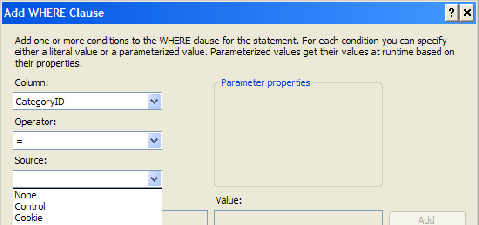 Add WHERE Clause
Add one or more conditions to the WHERE clause for the statement. For each condition you can specify
either a literal value or a parameterized value. Parameterized values get their values at runtime based on
their properties.
Column:
Parameter properties
CategoryID
Operator:
=
Source:
None
Control
Cookie
Value:
Add